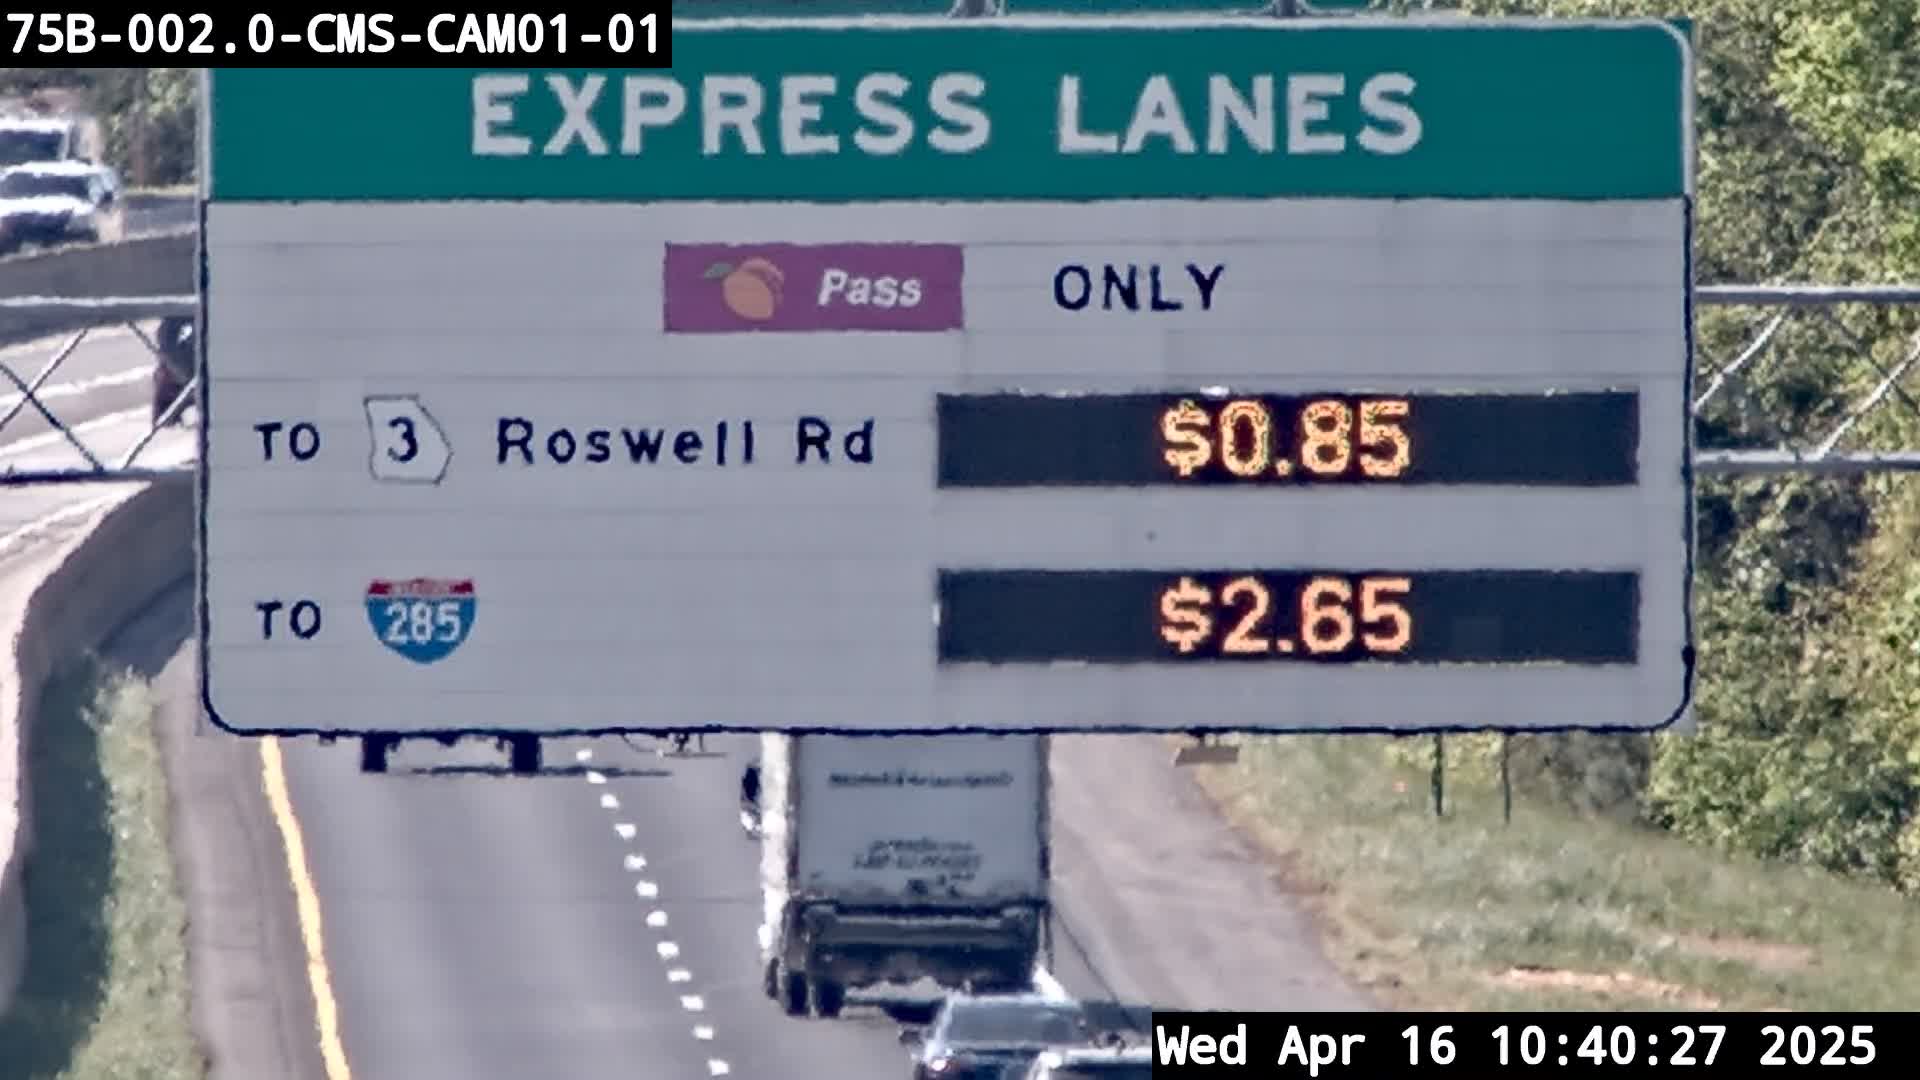 75B-002.0-CMS-CAM01-01
EXPRESS LANES
Pass ONLY
TO 3 Roswell Rd $0.85
TO 285 $2.65
Wed Apr 16 10:40:27 2025